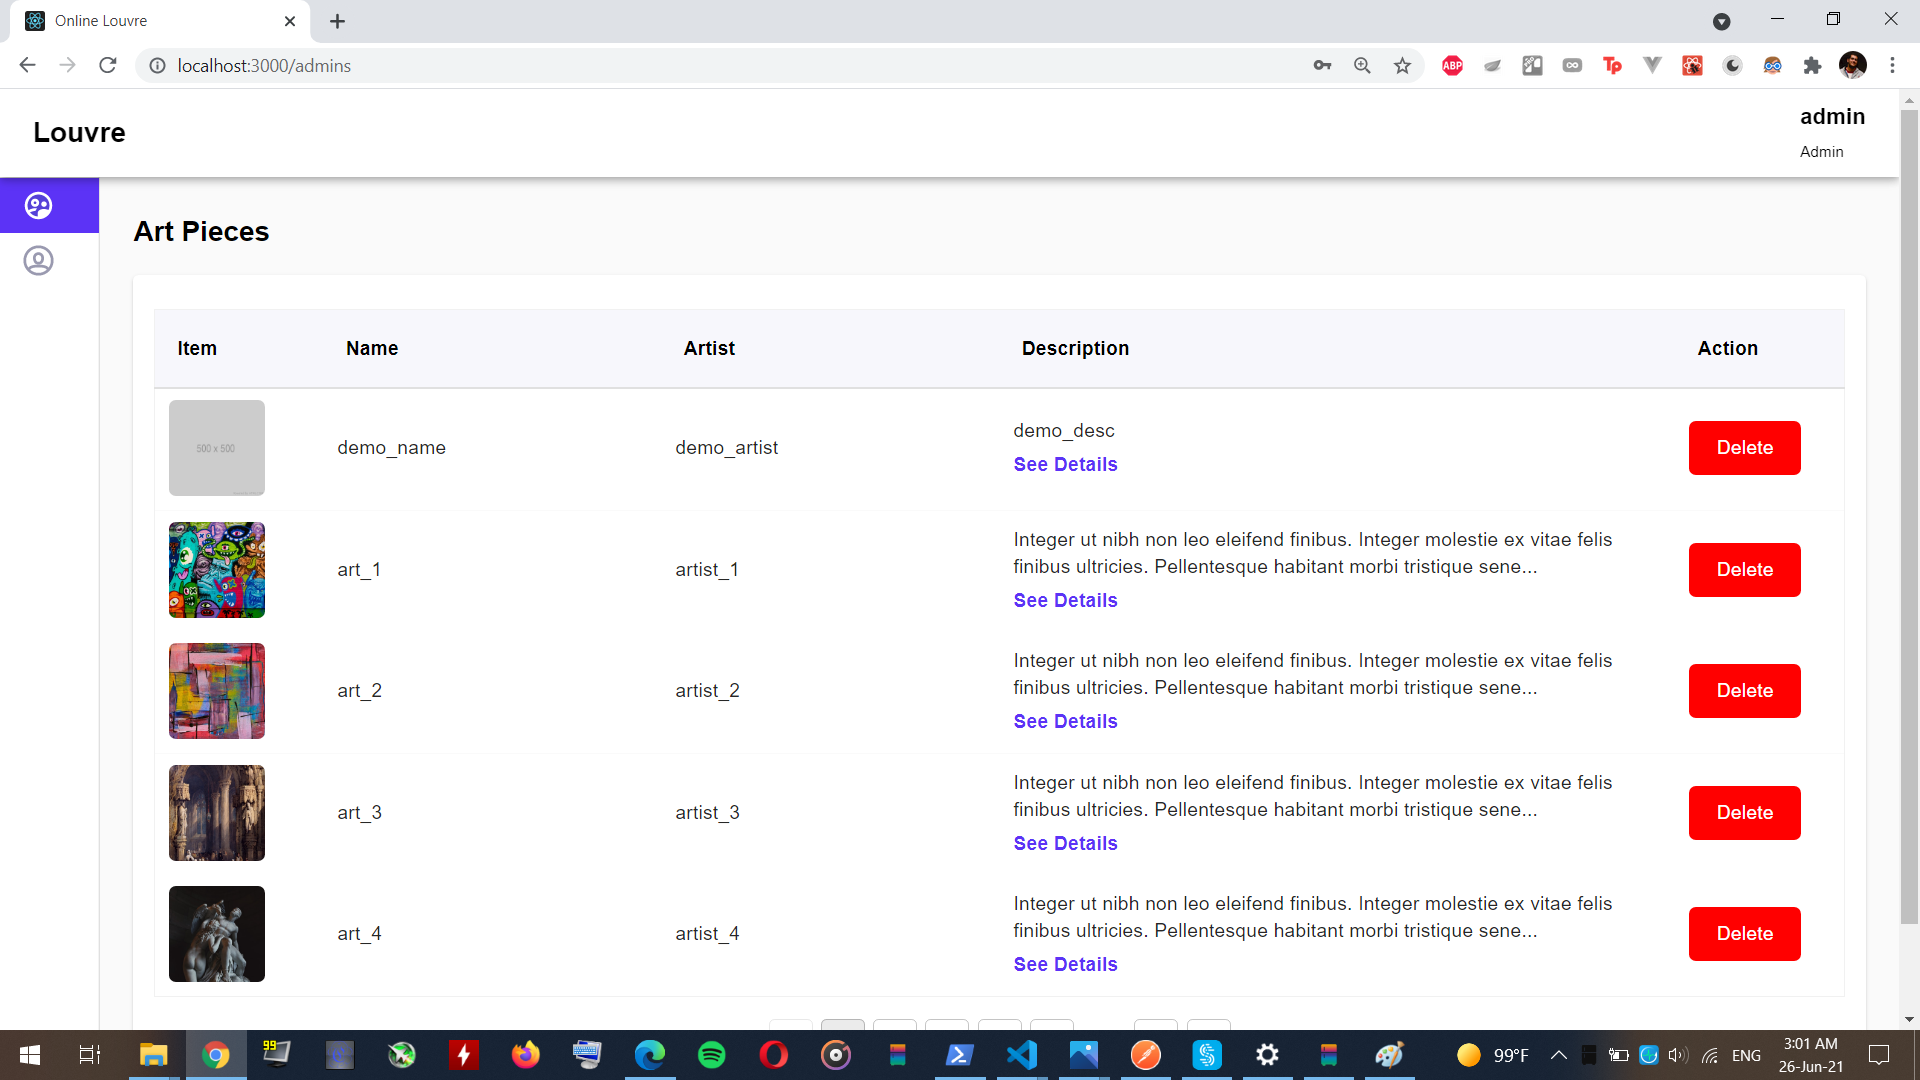 Online Louvre
localhost:3000/admins
ABP
Tp
Louvre
admin
Admin
Art Pieces
Item Name Artist Description Action
500 x 500
demo_name demo_artist demo_desc
See Details
Delete
art_1 artist_1
Integer ut nibh non leo eleifend finibus. Integer molestie ex vitae felis
finibus ultricies. Pellentesque habitant morbi tristique sene...
See Details
Delete
art_2 artist_2
Integer ut nibh non leo eleifend finibus. Integer molestie ex vitae felis
finibus ultricies. Pellentesque habitant morbi tristique sene...
See Details
Delete
art_3 artist_3
Integer ut nibh non leo eleifend finibus. Integer molestie ex vitae felis
finibus ultricies. Pellentesque habitant morbi tristique sene...
See Details
Delete
art_4 artist_4
Integer ut nibh non leo eleifend finibus. Integer molestie ex vitae felis
finibus ultricies. Pellentesque habitant morbi tristique sene...
See Details
Delete
99
99°F
ENG
3:01 AM
26-Jun-21